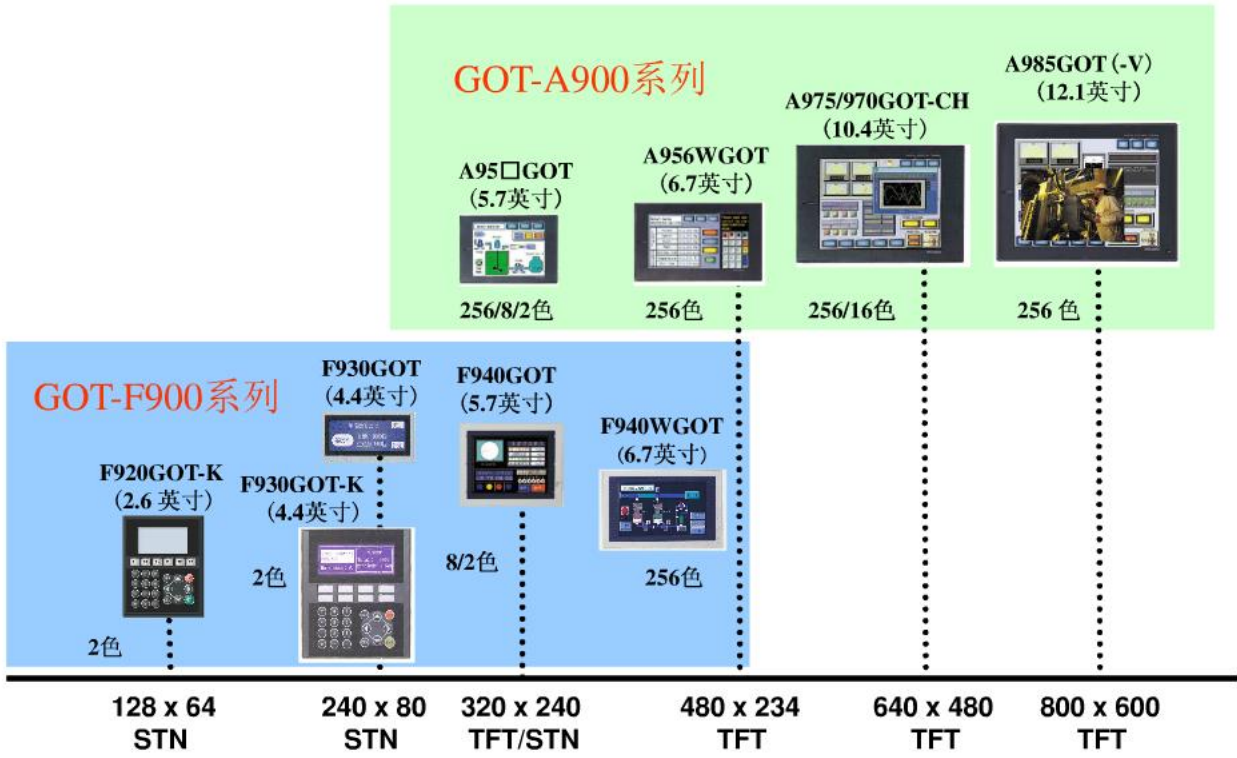 GOT-A900系列
A95□GOT
(5.7英寸)
256/8/2色
A956WGOT
(6.7英寸)
256色
A975/970GOT-CH
(10.4英寸)
256/16色
A985GOT(-V)
(12.1英寸)
256 色
GOT-F900系列
F920GOT-K
(2.6 英寸)
2色
F930GOT
(4.4英寸)
F930GOT-K
(4.4英寸)
2色
F940GOT
(5.7英寸)
8/2色
F940WGOT
(6.7英寸)
256色
128 x 64
STN
240 x 80
STN
320 x 240
TFT/STN
480 x 234
TFT
640 x 480
TFT
800 x 600
TFT